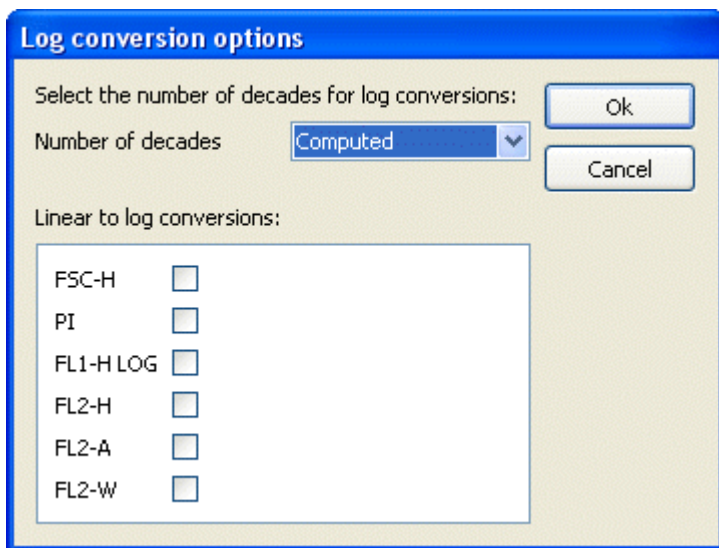 Log conversion options
Select the number of decades for log conversions:
Ok
Number of decades
Computed
Cancel
Linear to log conversions:
FSC-H
PI
FL1-H LOG
FL2-H
FL2-A
FL2-W